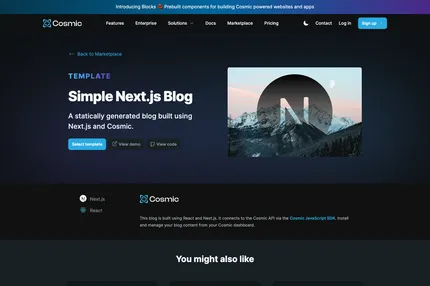 Introducing Blocks Prebuilt components for building Cosmic powered websites and apps
Cosmic Features Enterprise Solutions Docs Marketplace Pricing Contact Log in Sign up
← Back to Marketplace
TEMPLATE
Simple Next.js Blog
A statically generated blog built using
Next.js and Cosmic.
Select template View demo View code
N
Next.js
React
Cosmic
This blog is built using React and Next.js. It connects to the Cosmic API via the Cosmic JavaScript SDK. Install
and manage your blog content from your Cosmic dashboard.
You might also like